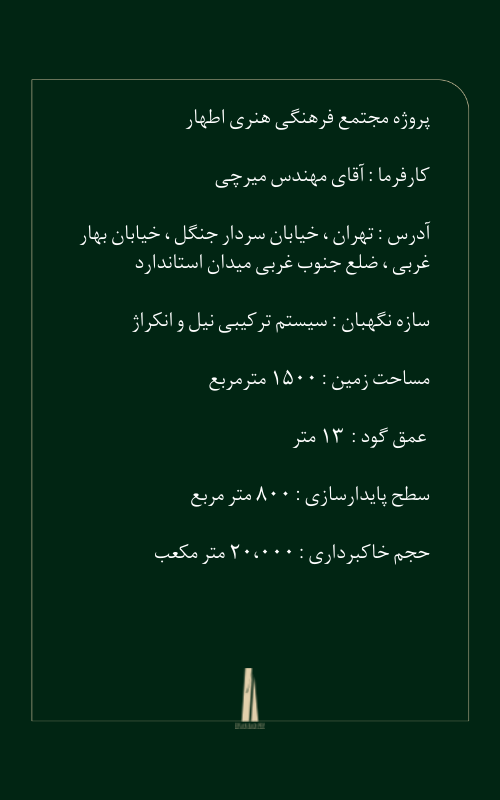 پروژه مجتمع فرهنگی هنری اطهار
کارفرما : آقای مهندس میرچی
آدرس : تهران ، خیابان سردار جنگل ، خیابان بهار
غربی ، ضلع جنوب غربی میدان استاندارد
سازه نگهبان : سیستم ترکیبی نیل و انکراژ
مساحت زمین : ۱۵۰۰ مترمربع
عمق گود : ۱۳ متر
سطح پایدارسازی : ۸۰۰ متر مربع
حجم خاکبرداری : ۲۰،۰۰۰ متر مکعب